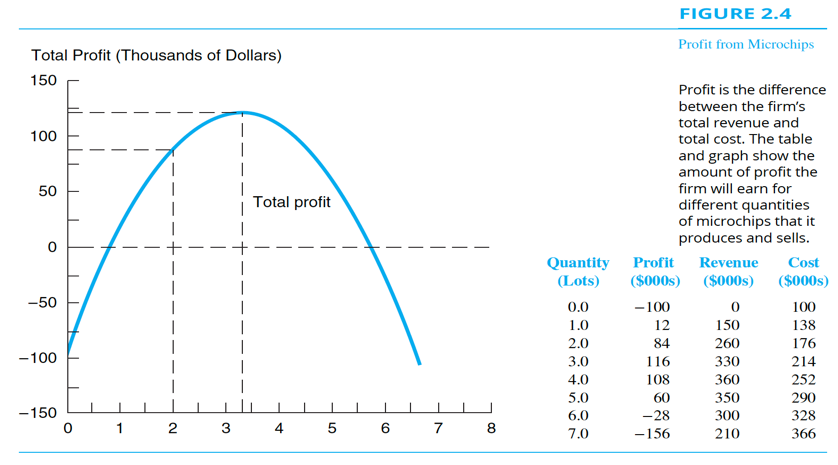 FIGURE 2.4
Profit from Microchips
Total Profit (Thousands of Dollars)
150
100
50
0
−50
−100
−150
0 1 2 3 4 5 6 7 8
Total profit
Profit is the difference
between the firm’s
total revenue and
total cost. The table
and graph show the
amount of profit the
firm will earn for
different quantities
of microchips that it
produces and sells.
Quantity Profit Revenue Cost
(Lots) ($000s) ($000s) ($000s)
0.0 −100 0 100
1.0 12 150 138
2.0 84 260 176
3.0 116 330 214
4.0 108 360 252
5.0 60 350 290
6.0 −28 300 328
7.0 −156 210 366